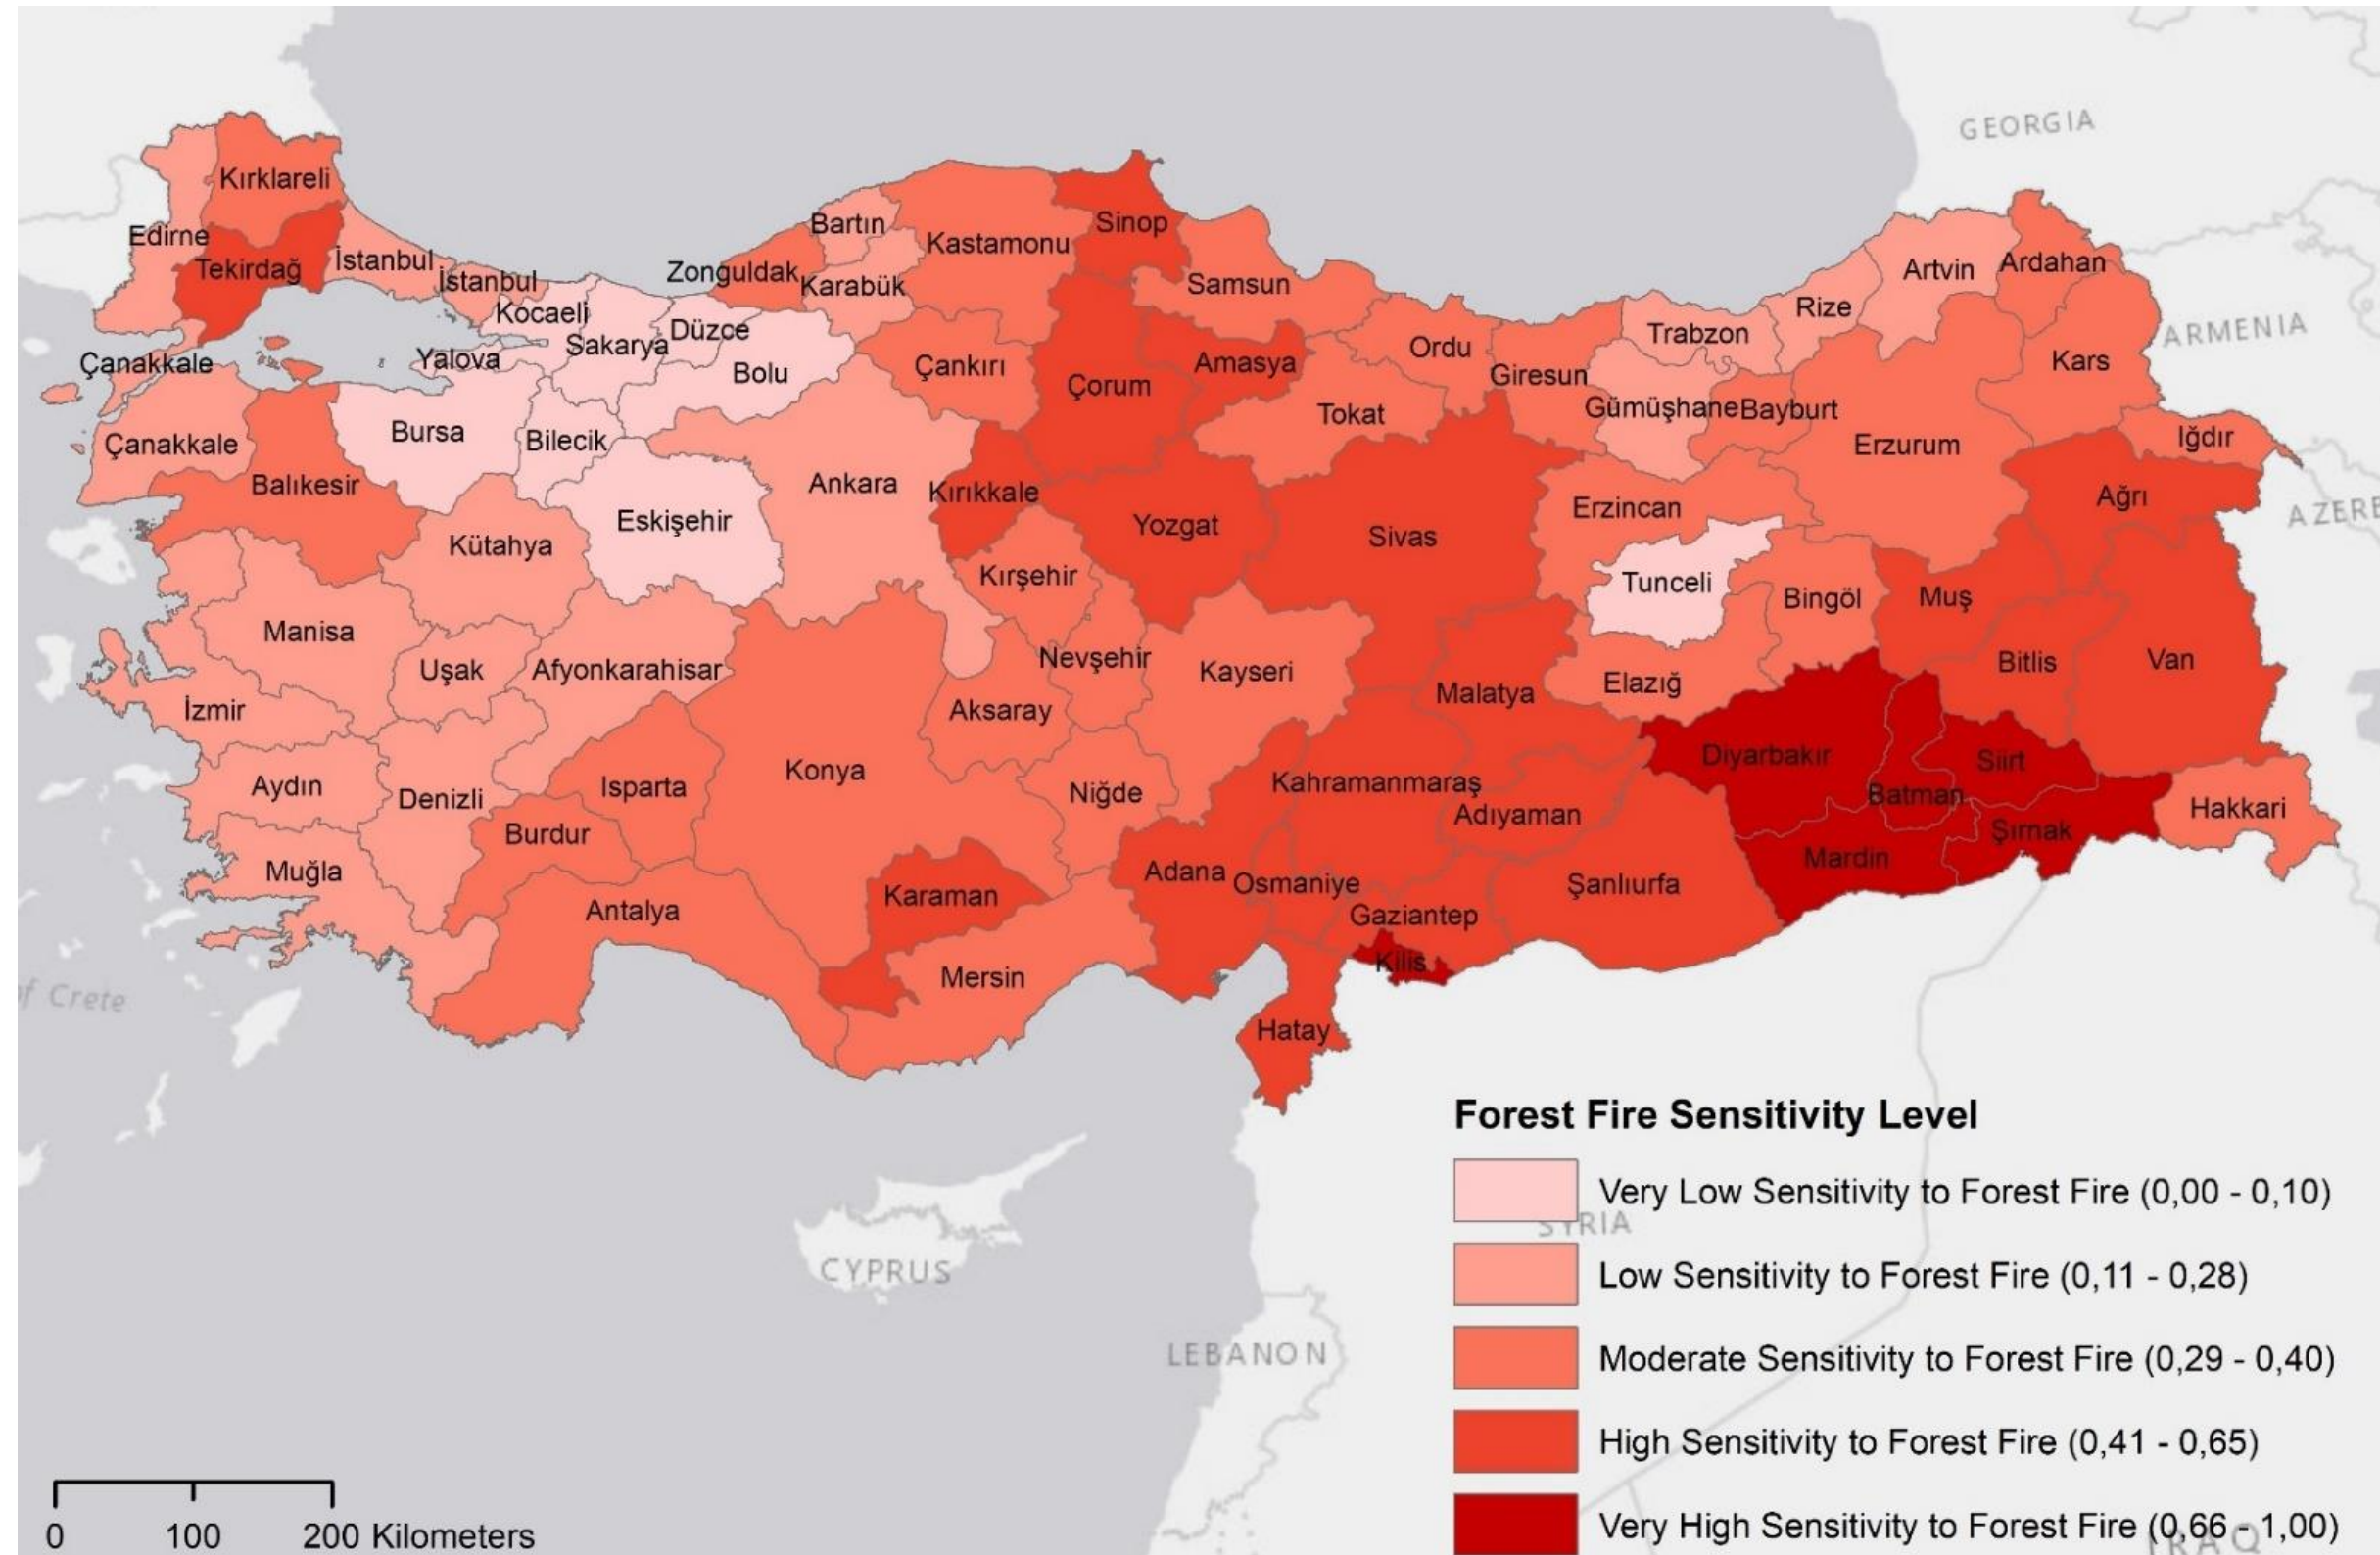 GEORGIA
Kırklareli
Edirne
Tekirdağ
İstanbul
İstanbul
Kocaeli
Sakarya
Düzce
Bolu
Yalova
Zonguldak
Bartın
Karabük
Kastamonu
Sinop
Samsun
Artvin
Ardahan
Rize
Trabzon
ARMENIA
Çanakkale
Çanakkale
Bursa
Bilecik
Çankırı
Çorum
Amasya
Ordu
Giresun
Tokat
Gümüşhane
Bayburt
Erzurum
Kars
Iğdır
Balıkesir
Eskişehir
Ankara
Kırıkkale
Yozgat
Sivas
Erzincan
Ağrı
AZERB
Kütahya
Kırşehir
Tunceli
Bingöl
Muş
Manisa
Uşak
Afyonkarahisar
Nevşehir
Kayseri
Malatya
Elazığ
Bitlis
Van
İzmir
Aksaray
Aydın
Denizli
Isparta
Konya
Niğde
Kahramanmaraş
Adıyaman
Diyarbakır
Batman
Siirt
Şırnak
Hakkari
Muğla
Burdur
Antalya
Karaman
Mersin
Adana
Osmaniye
Gaziantep
Şanlıurfa
Mardin
Kilis
Hatay
of Crete
CYPRUS
LEBANON
SYRIA
IRAQ
Forest Fire Sensitivity Level
Very Low Sensitivity to Forest Fire (0,00 - 0,10)
Low Sensitivity to Forest Fire (0,11 - 0,28)
Moderate Sensitivity to Forest Fire (0,29 - 0,40)
High Sensitivity to Forest Fire (0,41 - 0,65)
Very High Sensitivity to Forest Fire (0,66 - 1,00)
0 100 200 Kilometers